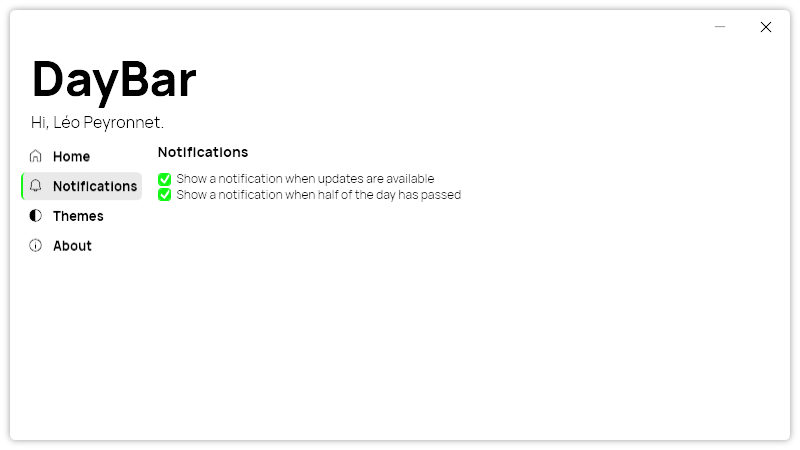 DayBar
Hi, Léo Peyronnet.
Home
Notifications
Themes
About
Notifications
Show a notification when updates are available
Show a notification when half of the day has passed